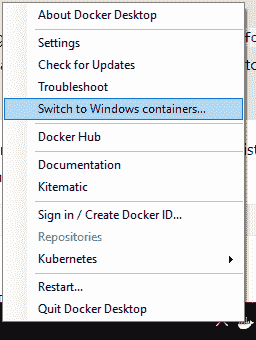 About Docker Desktop
Settings
Check for Updates
Troubleshoot
Switch to Windows containers...
Docker Hub
Documentation
Kitematic
Sign in / Create Docker ID...
Repositories
Kubernetes
Restart...
Quit Docker Desktop